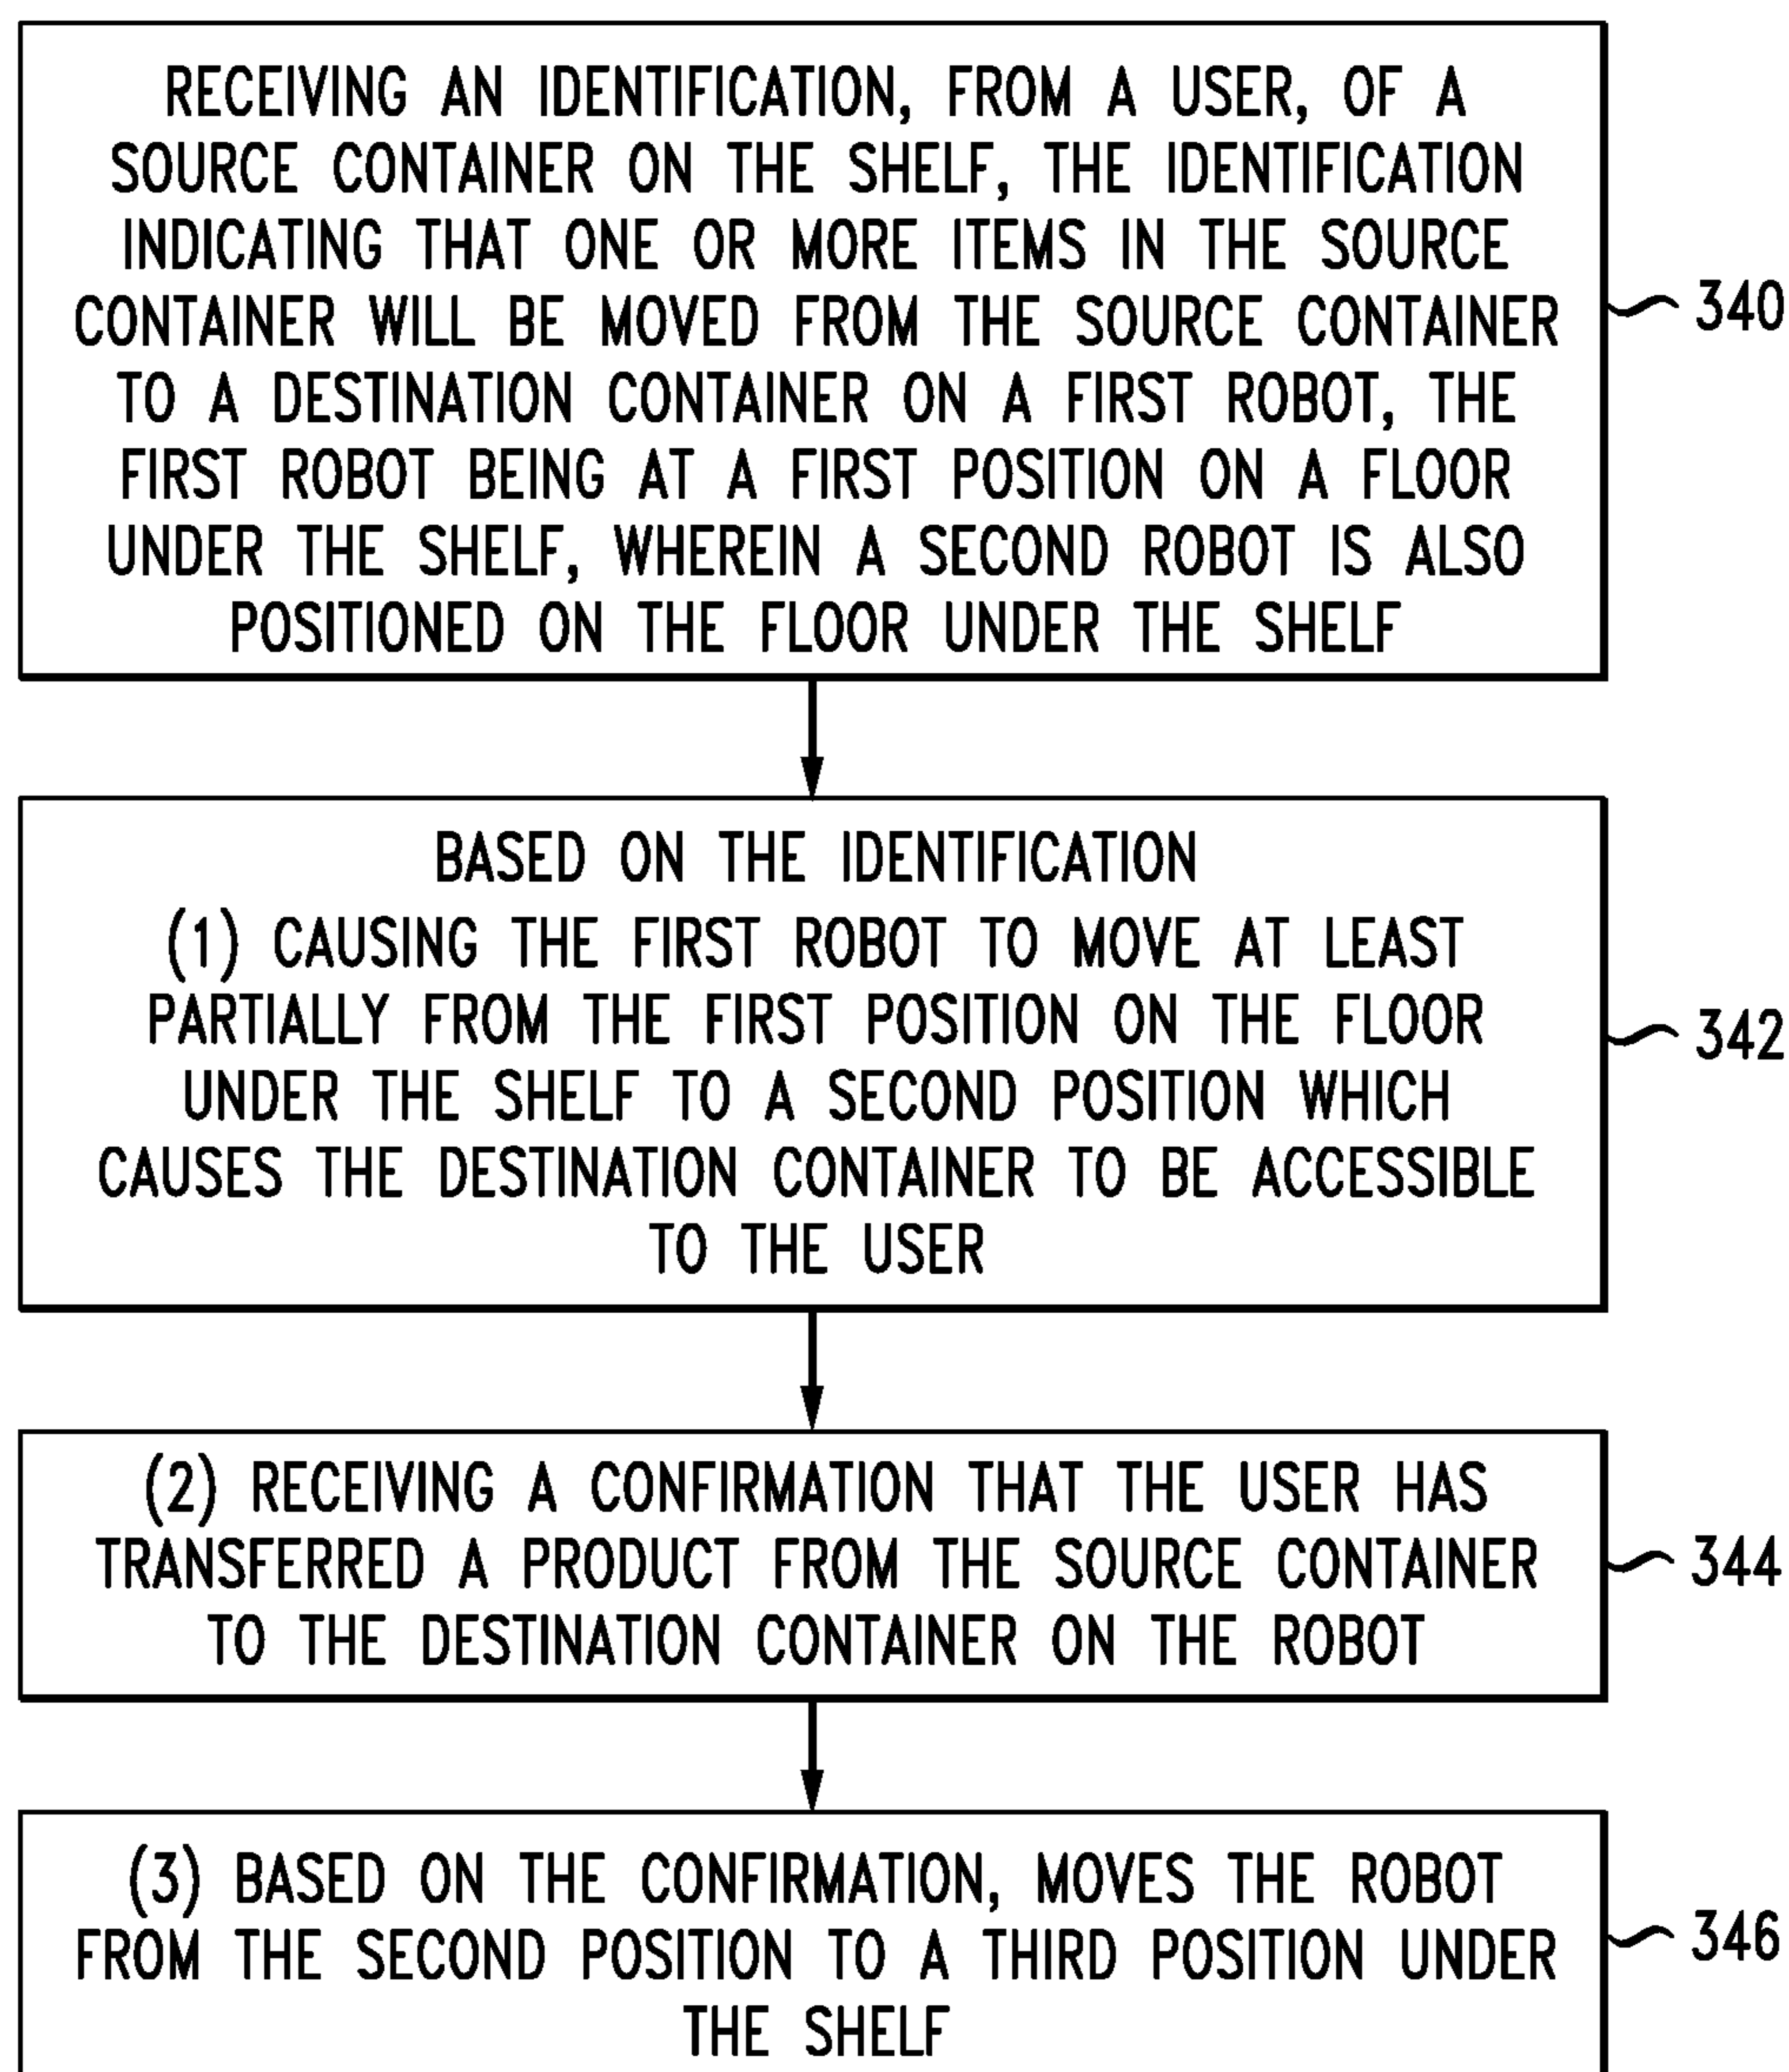 RECEIVING AN IDENTIFICATION, FROM A USER, OF A
SOURCE CONTAINER ON THE SHELF, THE IDENTIFICATION
INDICATING THAT ONE OR MORE ITEMS IN THE SOURCE
CONTAINER WILL BE MOVED FROM THE SOURCE CONTAINER
TO A DESTINATION CONTAINER ON A FIRST ROBOT, THE
FIRST ROBOT BEING AT A FIRST POSITION ON A FLOOR
UNDER THE SHELF, WHEREIN A SECOND ROBOT IS ALSO
POSITIONED ON THE FLOOR UNDER THE SHELF
340
BASED ON THE IDENTIFICATION
(1) CAUSING THE FIRST ROBOT TO MOVE AT LEAST
PARTIALLY FROM THE FIRST POSITION ON THE FLOOR
UNDER THE SHELF TO A SECOND POSITION WHICH
CAUSES THE DESTINATION CONTAINER TO BE ACCESSIBLE
TO THE USER
342
(2) RECEIVING A CONFIRMATION THAT THE USER HAS
TRANSFERRED A PRODUCT FROM THE SOURCE CONTAINER
TO THE DESTINATION CONTAINER ON THE ROBOT
344
(3) BASED ON THE CONFIRMATION, MOVES THE ROBOT
FROM THE SECOND POSITION TO A THIRD POSITION UNDER
THE SHELF
346